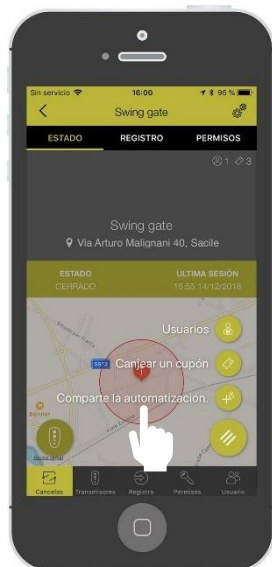 Sin servicio 16:00 95 %
Swing gate
ESTADO REGISTRO PERMISOS
1 3
Swing gate
Via Arturo Malignani 40, Sacile
ESTADO ULTIMA SESIÓN
CERRADO 15:55 14/12/2018
Usuarios
SS13 Canjear un cupón
Comparte la automatización.
Cancelas Transmisores Registro Permisos Usuario